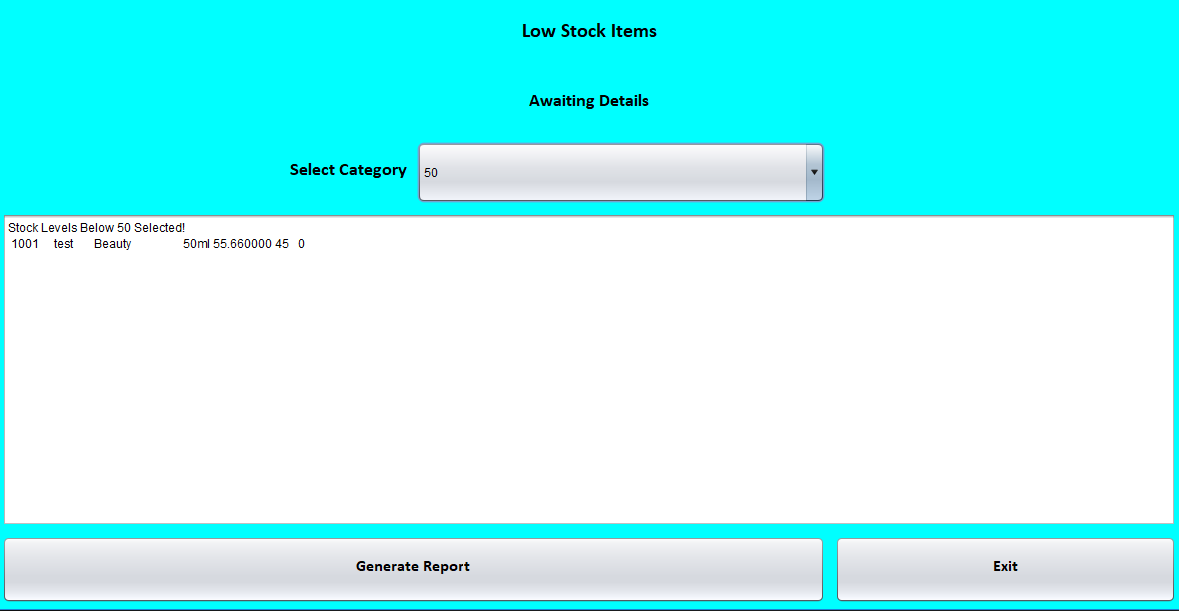 Low Stock Items
Awaiting Details
Select Category 50
Stock Levels Below 50 Selected!
1001 test Beauty 50ml 55.660000 45 0
Generate Report Exit